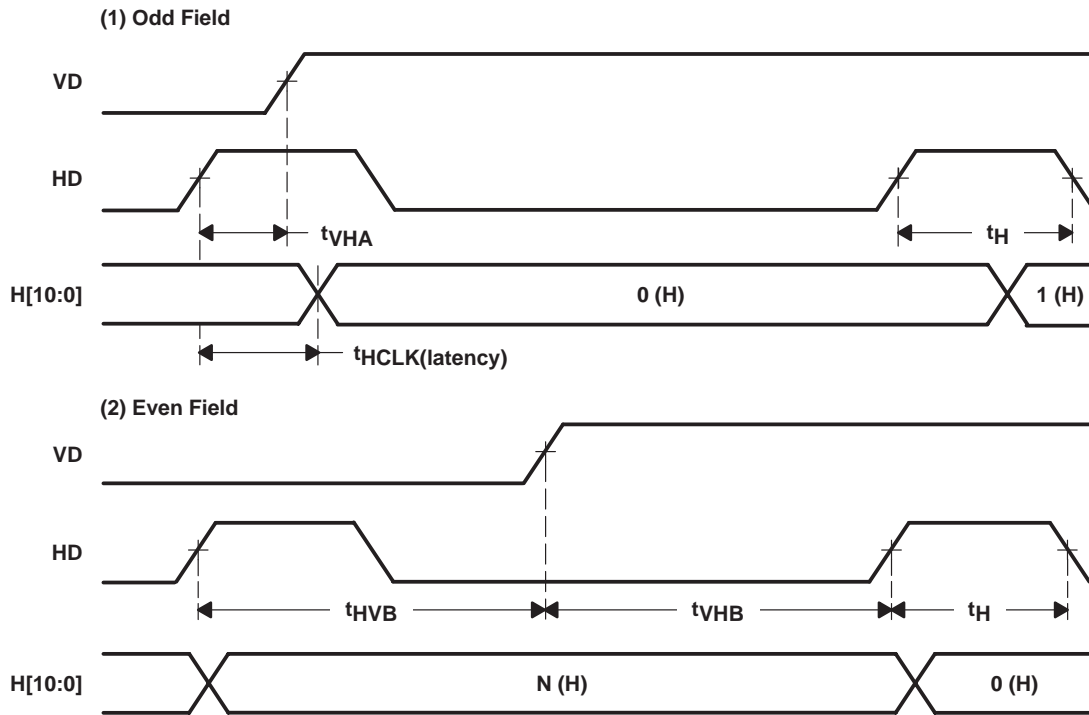 (1) Odd Field
VD
HD
tVHA
tH
H[10:0]
0 (H)
1 (H)
tHCLK(latency)
(2) Even Field
VD
HD
tHVB
tVHB
tH
H[10:0]
N (H)
0 (H)